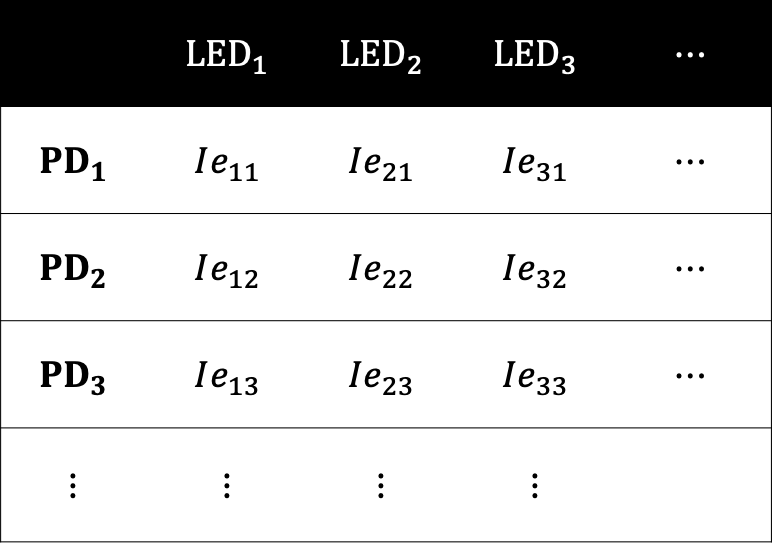 LED₁ LED₂ LED₃ ⋯
PD₁ Ie₁₁ Ie₂₁ Ie₃₁ ⋯
PD₂ Ie₁₂ Ie₂₂ Ie₃₂ ⋯
PD₃ Ie₁₃ Ie₂₃ Ie₃₃ ⋯
⋮ ⋮ ⋮ ⋮